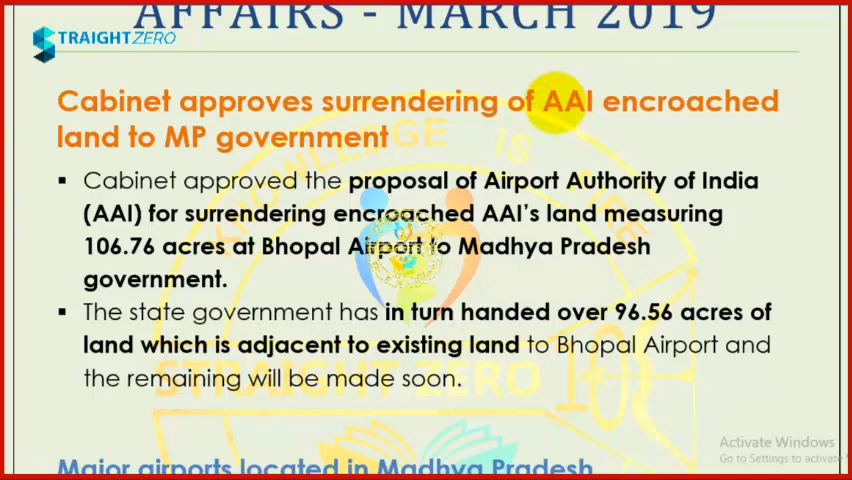 AFFAIRS - MARCH 2019
TRAIGHTZERO
Cabinet approves surrendering of AAI encroached
land to MP government
▪ Cabinet approved the proposal of Airport Authority of India
(AAI) for surrendering encroached AAI's land measuring
106.76 acres at Bhopal Airport to Madhya Pradesh
government.
▪ The state government has in turn handed over 96.56 acres of
land which is adjacent to existing land to Bhopal Airport and
the remaining will be made soon.
KNOWLEDGE IS
STRAIGHT ZERO
Activate Windows
Go to Settings to activate
Major airports located in Madhya Pradesh